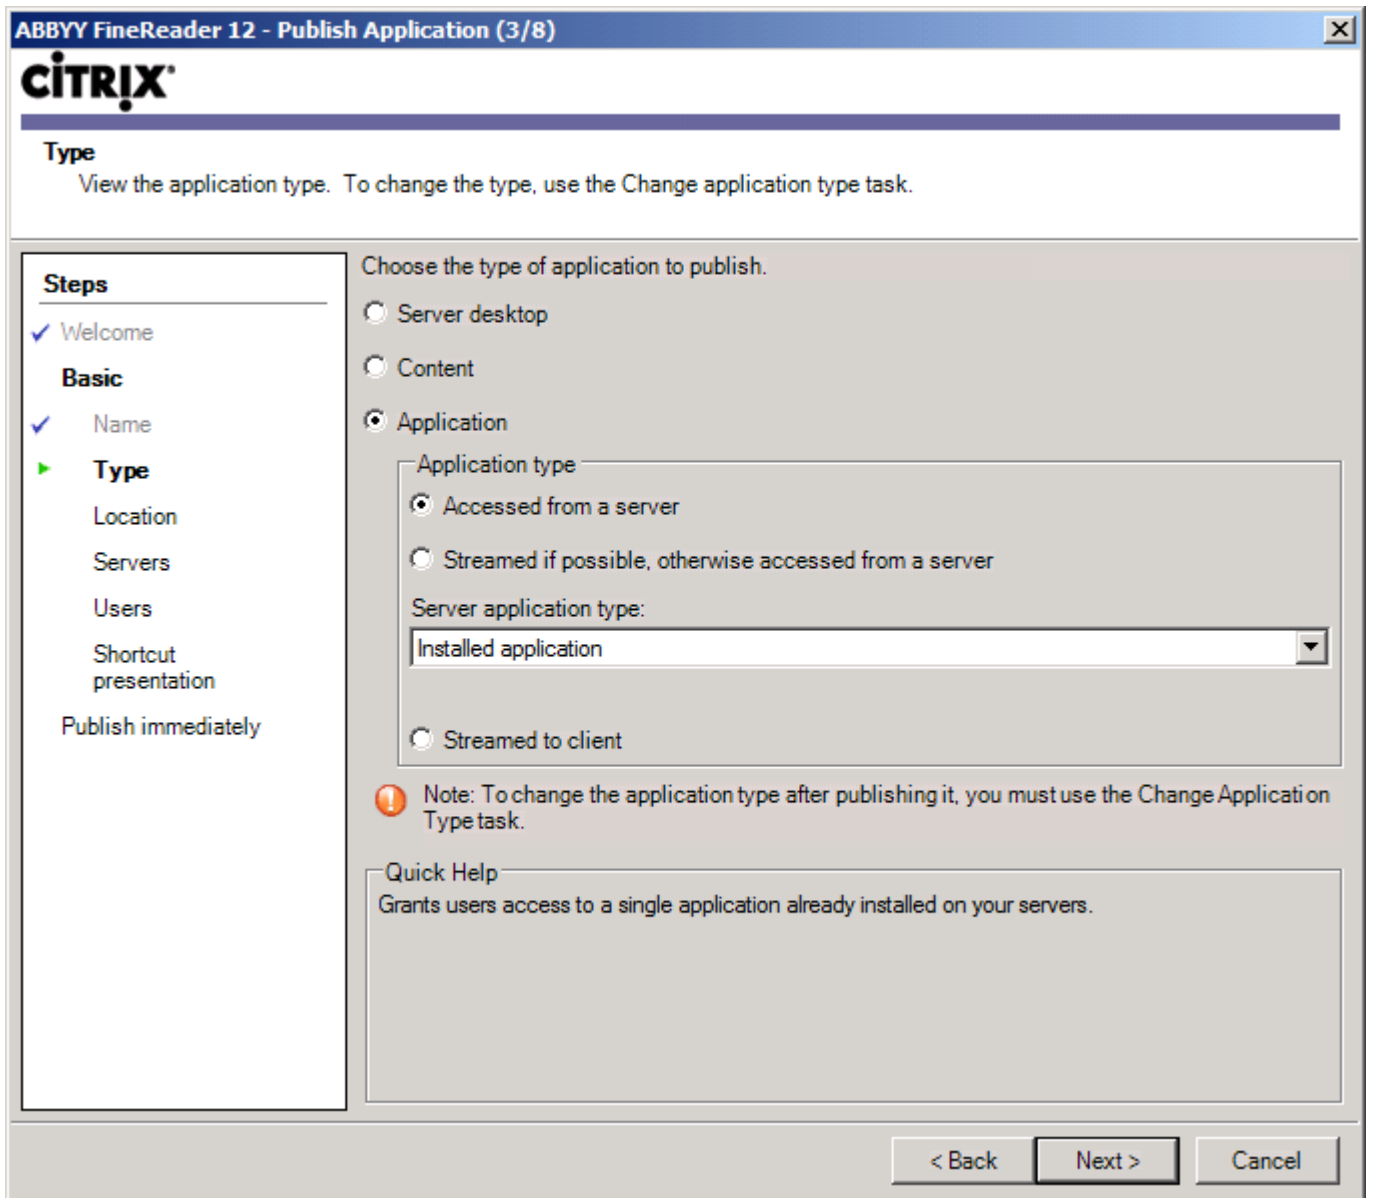 ABBYY FineReader 12 - Publish Application (3/8)
CİTRIX®
Type
View the application type.  To change the type, use the Change application type task.
Steps
Welcome
Basic
Name
Type
Location
Servers
Users
Shortcut
presentation
Publish immediately
Choose the type of application to publish.
Server desktop
Content
Application
Application type
Accessed from a server
Streamed if possible, otherwise accessed from a server
Server application type:
Installed application
Streamed to client
Note: To change the application type after publishing it, you must use the Change Application
Type task.
Quick Help
Grants users access to a single application already installed on your servers.
< Back
Next >
Cancel